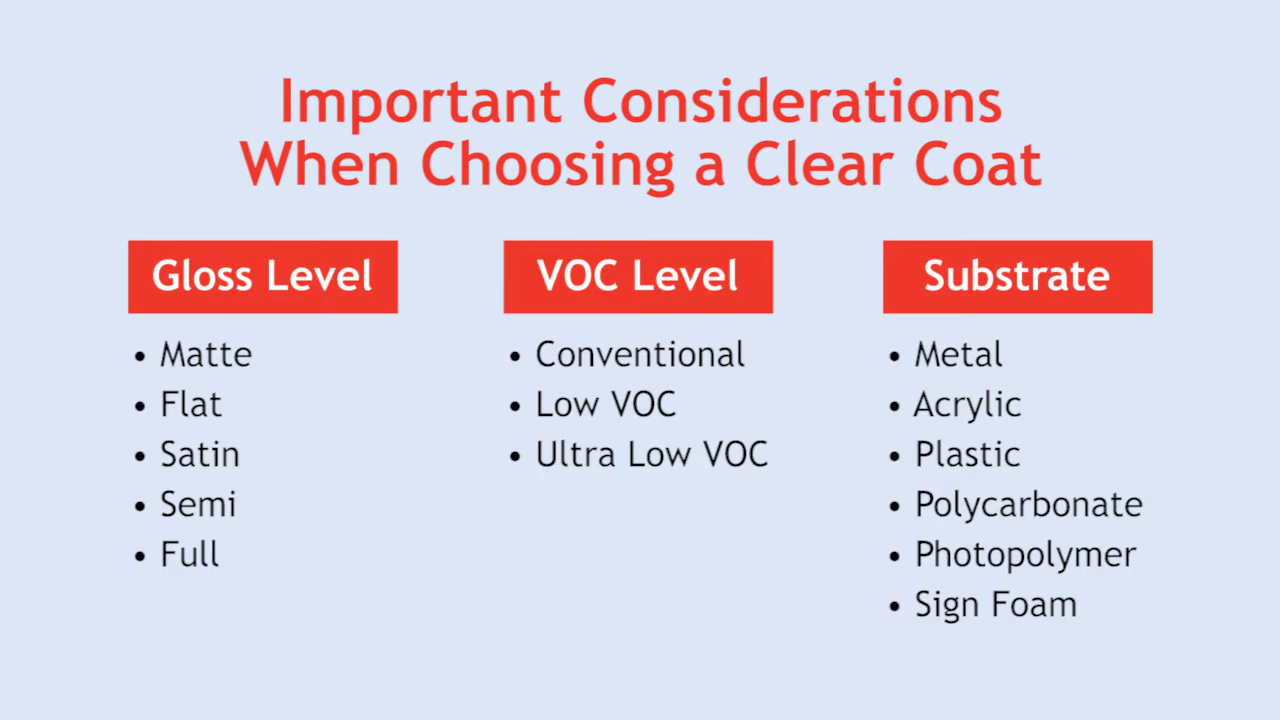 Important Considerations
When Choosing a Clear Coat
Gloss Level
• Matte
• Flat
• Satin
• Semi
• Full
VOC Level
• Conventional
• Low VOC
• Ultra Low VOC
Substrate
• Metal
• Acrylic
• Plastic
• Polycarbonate
• Photopolymer
• Sign Foam